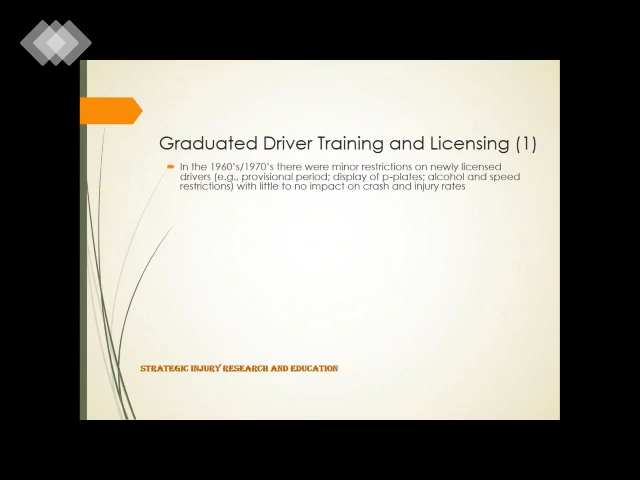 Graduated Driver Training and Licensing (1)
In the 1960's/1970's there were minor restrictions on newly licensed
drivers (e.g., provisional period; display of p-plates; alcohol and speed
restrictions) with little to no impact on crash and injury rates
STRATEGIC INJURY RESEARCH AND EDUCATION